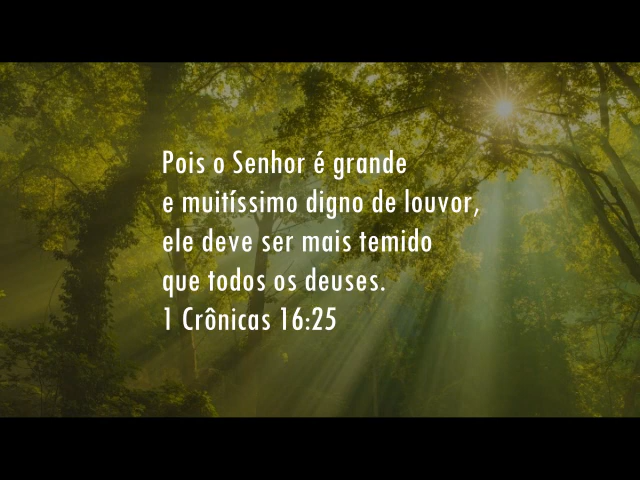 Pois o Senhor é grande
e muitíssimo digno de louvor,
ele deve ser mais temido
que todos os deuses.
1 Crônicas 16:25